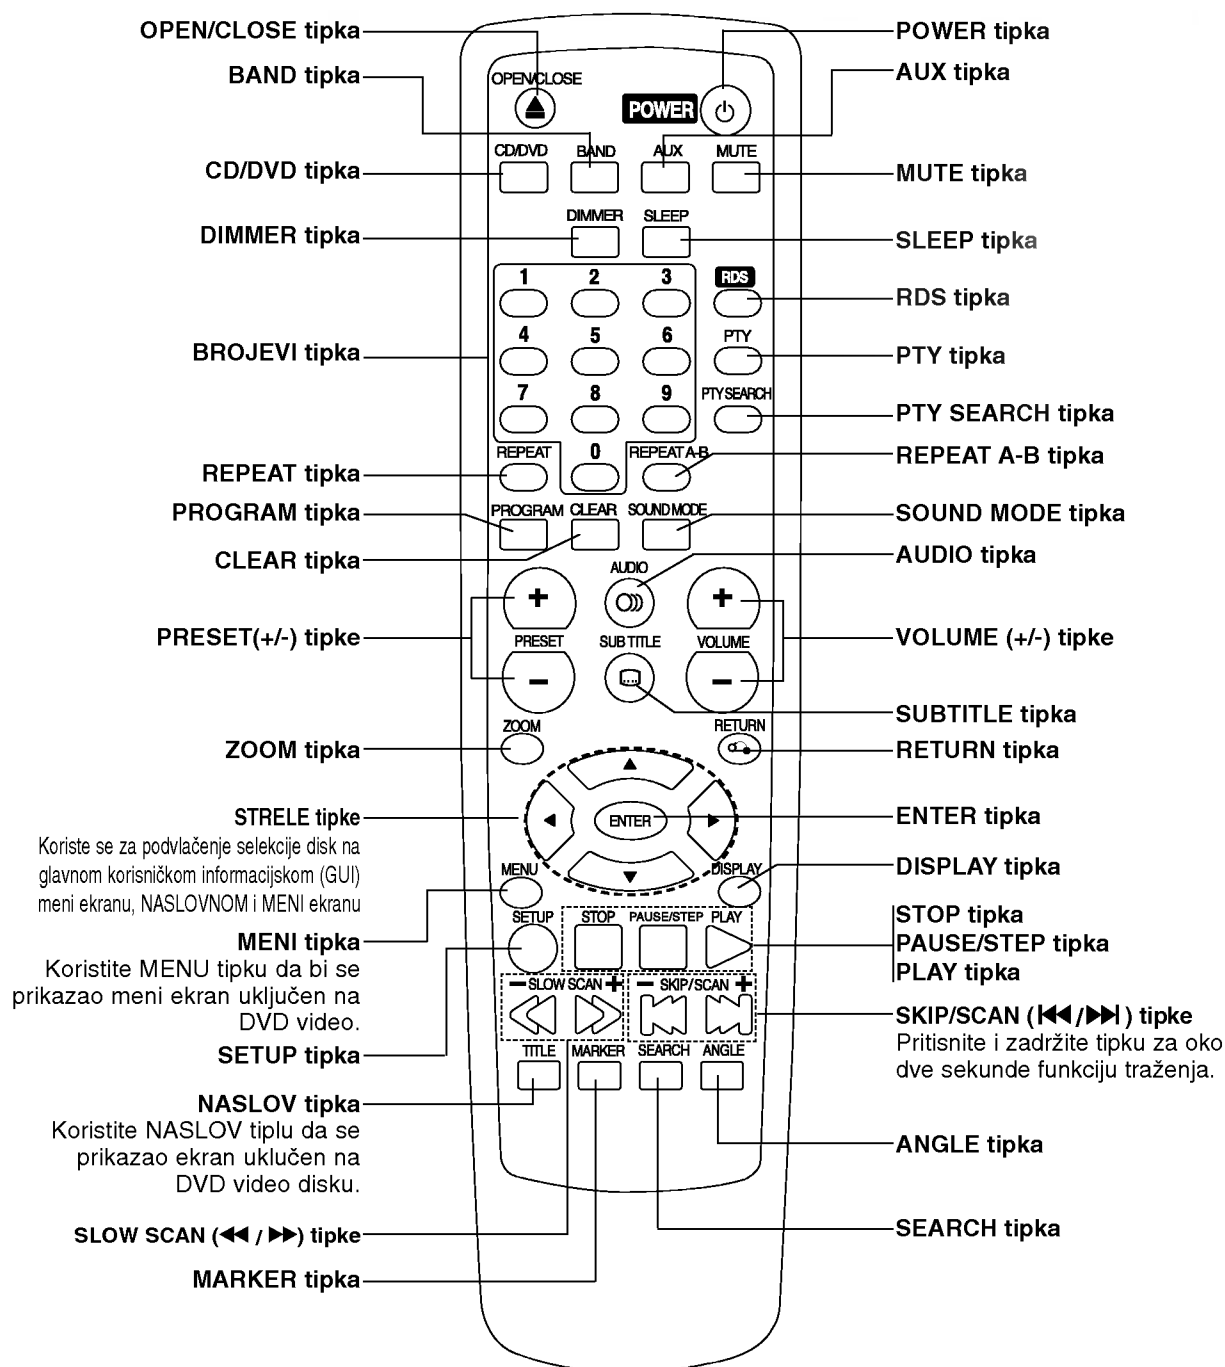 OPEN/CLOSE tipka
BAND tipka
CD/DVD tipka
DIMMER tipka
BROJEVI tipka
REPEAT tipka
PROGRAM tipka
CLEAR tipka
PRESET(+/-) tipke
ZOOM tipka
STRELE tipke
Koriste se za podvlačenje selekcije disk na
glavnom korisničkom informacijskom (GUI)
meni ekranu, NASLOVNOM i MENI ekranu
MENI tipka
Koristite MENU tipku da bi se
prikazao meni ekran uključen na
DVD video.
SETUP tipka
NASLOV tipka
Koristite NASLOV tiplu da se
prikazao ekran uklučen na
DVD video disku.
SLOW SCAN (◀◀ / ▶▶) tipke
MARKER tipka
OPEN/CLOSE
POWER
CD/DVD BAND AUX MUTE
DIMMER SLEEP
1 2 3 RDS
4 5 6 PTY
7 8 9 PTY SEARCH
REPEAT 0 REPEAT A-B
PROGRAM CLEAR SOUND MODE
AUDIO
+ +
PRESET SUBTITLE VOLUME
– –
ZOOM RETURN
▲
◀ ENTER ▶
▼
MENU DISPLAY
SETUP STOP PAUSE/STEP PLAY
– SLOW SCAN + – SKIP/SCAN +
TITLE MARKER SEARCH ANGLE
POWER tipka
AUX tipka
MUTE tipka
SLEEP tipka
RDS tipka
PTY tipka
PTY SEARCH tipka
REPEAT A-B tipka
SOUND MODE tipka
AUDIO tipka
VOLUME (+/-) tipke
SUBTITLE tipka
RETURN tipka
ENTER tipka
DISPLAY tipka
STOP tipka
PAUSE/STEP tipka
PLAY tipka
SKIP/SCAN (|◀◀/▶▶|) tipke
Pritisnite i zadržite tipku za oko
dve sekunde funkciju traženja.
ANGLE tipka
SEARCH tipka